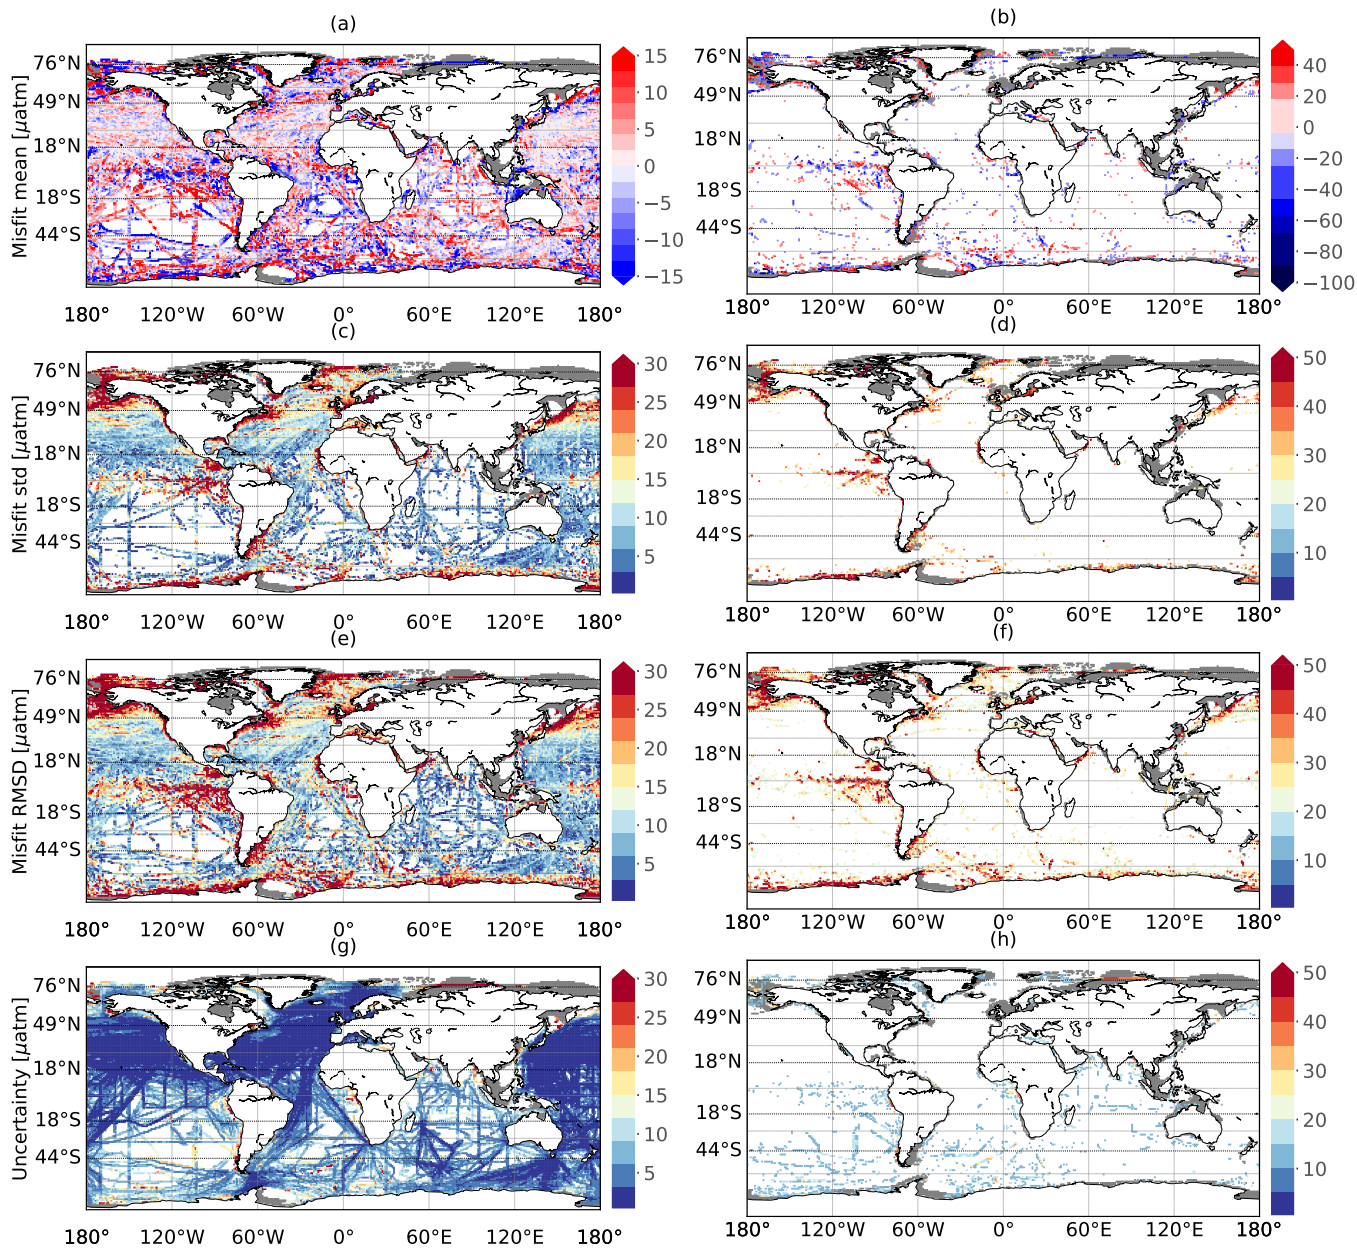 (a)
(b)
Misfit mean [µatm]
76°N
49°N
18°N
18°S
44°S
180°
120°W
60°W
0°
60°E
120°E
180°
15
10
5
0
−5
−10
−15
76°N
49°N
18°N
18°S
44°S
180°
120°W
60°W
0°
60°E
120°E
180°
40
20
0
−20
−40
−60
−80
−100
(c)
(d)
Misfit std [µatm]
76°N
49°N
18°N
18°S
44°S
180°
120°W
60°W
0°
60°E
120°E
180°
30
25
20
15
10
5
76°N
49°N
18°N
18°S
44°S
180°
120°W
60°W
0°
60°E
120°E
180°
50
40
30
20
10
(e)
(f)
Misfit RMSD [µatm]
76°N
49°N
18°N
18°S
44°S
180°
120°W
60°W
0°
60°E
120°E
180°
30
25
20
15
10
5
76°N
49°N
18°N
18°S
44°S
180°
120°W
60°W
0°
60°E
120°E
180°
50
40
30
20
10
(g)
(h)
Uncertainty [µatm]
76°N
49°N
18°N
18°S
44°S
180°
120°W
60°W
0°
60°E
120°E
180°
30
25
20
15
10
5
76°N
49°N
18°N
18°S
44°S
180°
120°W
60°W
0°
60°E
120°E
180°
50
40
30
20
10